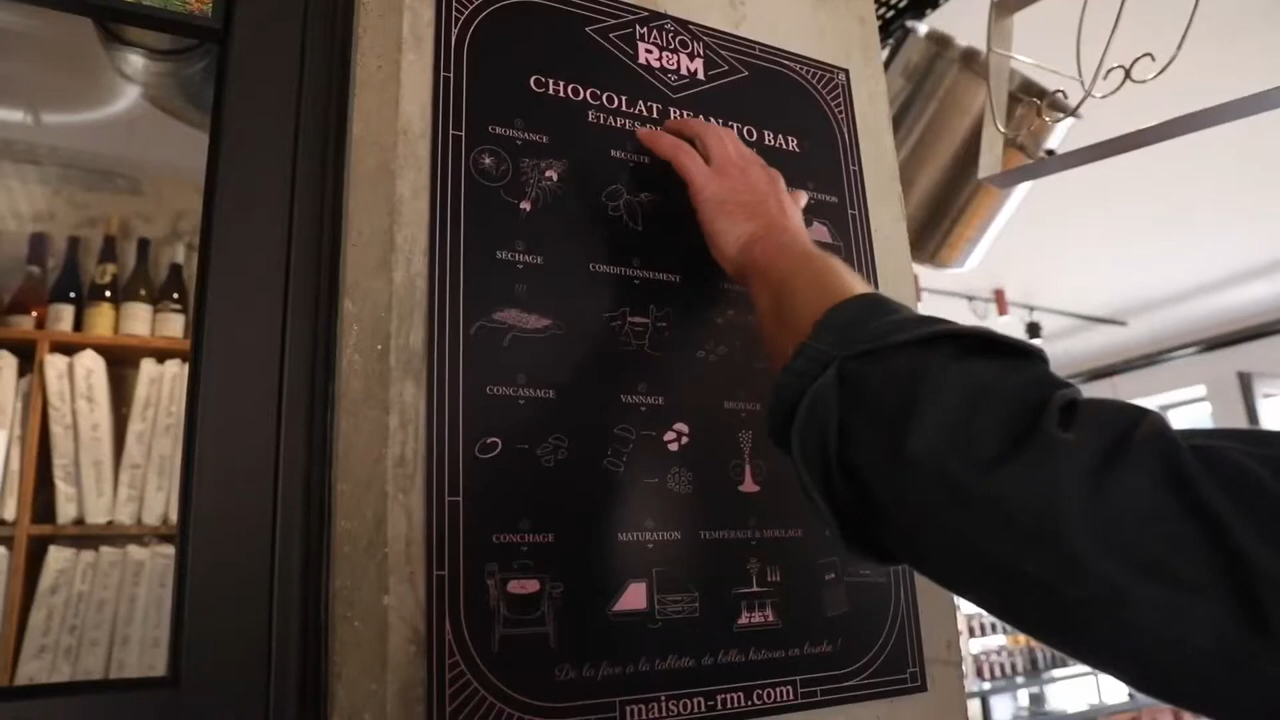 MAISON
R&M
CHOCOLAT BEAN TO BAR
ÉTAPES
CROISSANCE
RÉCOLTE
SÉCHAGE
CONDITIONNEMENT
CONCASSAGE
VANNAGE
BROYAGE
CONCHAGE
MATURATION
TEMPÉRAGE & MOULAGE
De la fève à la tablette, de belles histoires en bouche !
maison-rm.com